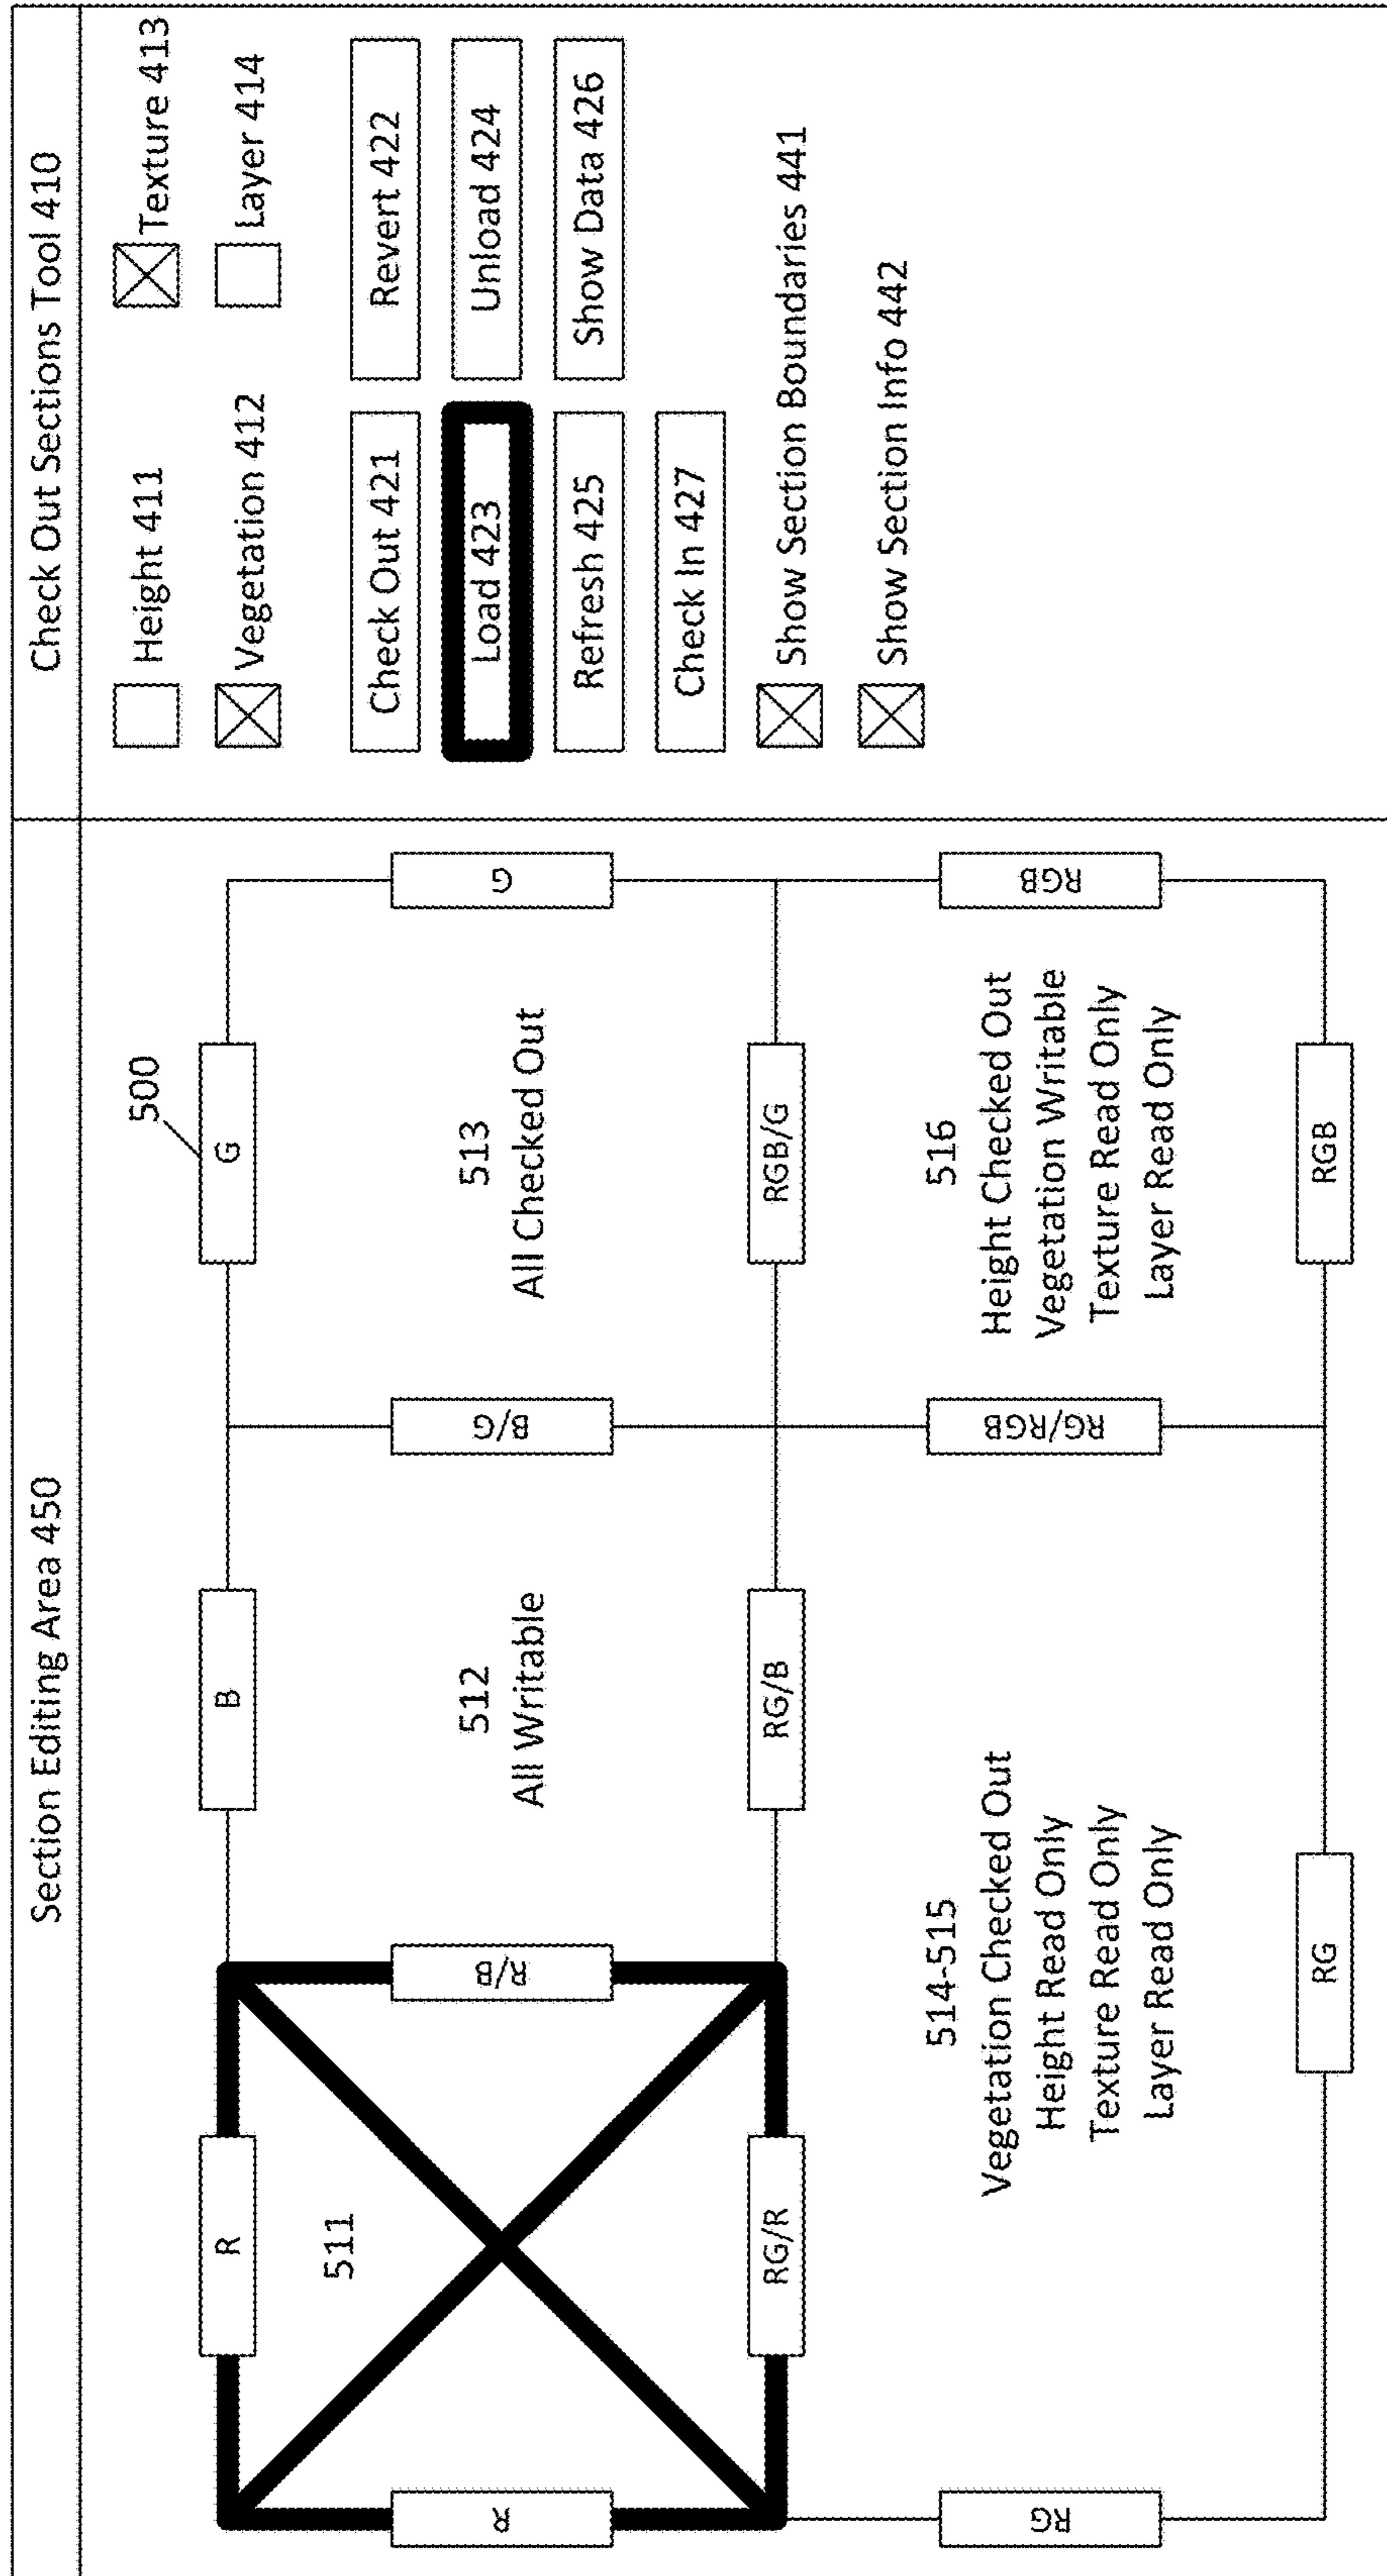 Section Editing Area 450
Check Out Sections Tool 410
500
R
B
G
R
511
R/B
512
All Writable
B/G
513
All Checked Out
G
RG/R
RG/B
RGB/G
RG
514-515
Vegetation Checked Out
Height Read Only
Texture Read Only
Layer Read Only
RG/RGB
516
Height Checked Out
Vegetation Writable
Texture Read Only
Layer Read Only
RGB
RG
RGB
Height 411
Texture 413
Vegetation 412
Layer 414
Check Out 421
Revert 422
Load 423
Unload 424
Refresh 425
Show Data 426
Check In 427
Show Section Boundaries 441
Show Section Info 442